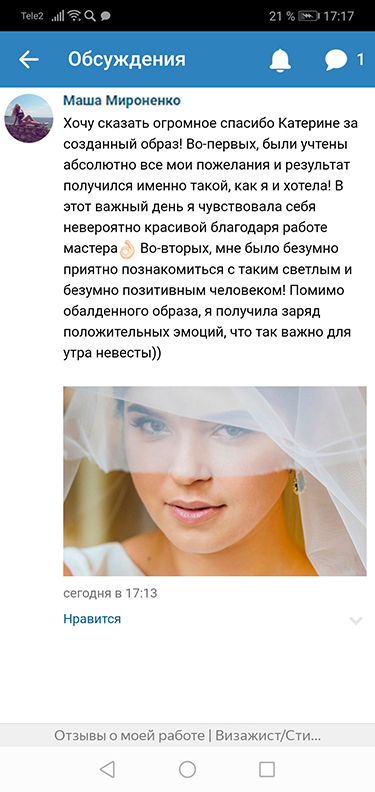 Tele2 21 % 17:17
Обсуждения 1
Маша Мироненко
Хочу сказать огромное спасибо Катерине за
созданный образ! Во-первых, были учтены
абсолютно все мои пожелания и результат
получился именно такой, как я и хотела! В
этот важный день я чувствовала себя
невероятно красивой благодаря работе
мастера👌🏻 Во-вторых, мне было безумно
приятно познакомиться с таким светлым и
безумно позитивным человеком! Помимо
обалденного образа, я получила заряд
положительных эмоций, что так важно для
утра невесты))
сегодня в 17:13
Нравится
Отзывы о моей работе | Визажист/Сти...